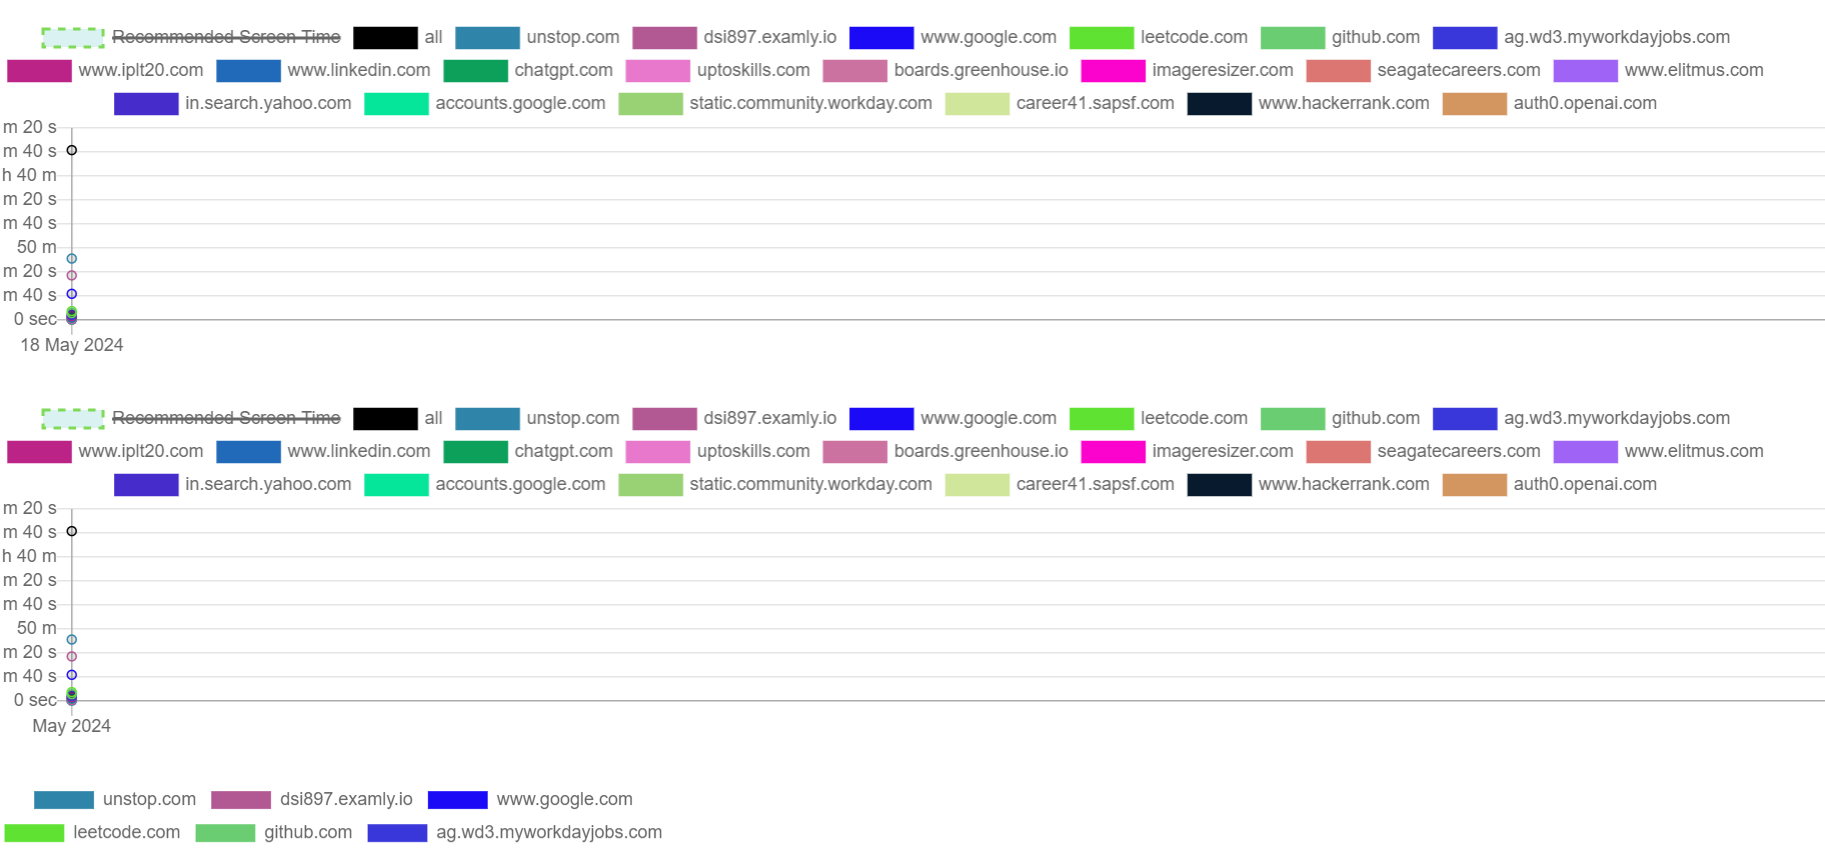 Recommended Screen Time all unstop.com dsi897.examly.io www.google.com leetcode.com github.com ag.wd3.myworkdayjobs.com
www.iplt20.com www.linkedin.com chatgpt.com uptoskills.com boards.greenhouse.io imageresizer.com seagatecareers.com www.elitmus.com
in.search.yahoo.com accounts.google.com static.community.workday.com career41.sapsf.com www.hackerrank.com auth0.openai.com
m 20 s
m 40 s
h 40 m
m 20 s
m 40 s
50 m
m 20 s
m 40 s
0 sec
18 May 2024
Recommended Screen Time all unstop.com dsi897.examly.io www.google.com leetcode.com github.com ag.wd3.myworkdayjobs.com
www.iplt20.com www.linkedin.com chatgpt.com uptoskills.com boards.greenhouse.io imageresizer.com seagatecareers.com www.elitmus.com
in.search.yahoo.com accounts.google.com static.community.workday.com career41.sapsf.com www.hackerrank.com auth0.openai.com
m 20 s
m 40 s
h 40 m
m 20 s
m 40 s
50 m
m 20 s
m 40 s
0 sec
May 2024
unstop.com dsi897.examly.io www.google.com
leetcode.com github.com ag.wd3.myworkdayjobs.com